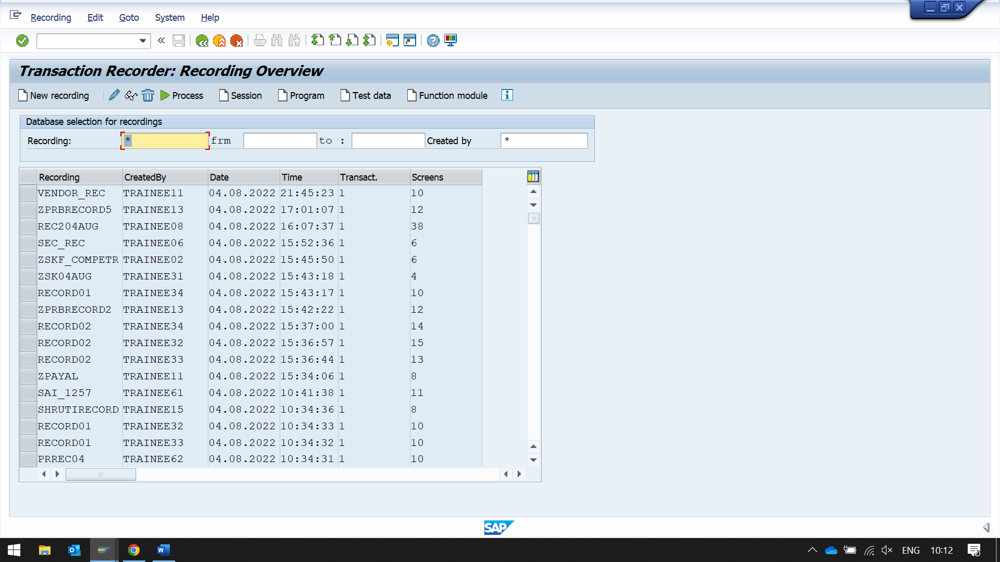 Recording Edit Goto System Help
Transaction Recorder: Recording Overview
New recording Process Session Program Test data Function module
Database selection for recordings
Recording: * frm to : Created by *
Recording CreatedBy Date Time Transact. Screens
VENDOR_REC TRAINEE11 04.08.2022 21:45:23 1 10
ZPRBRECORD5 TRAINEE13 04.08.2022 17:01:07 1 12
REC204AUG TRAINEE08 04.08.2022 16:07:37 1 38
SEC_REC TRAINEE06 04.08.2022 15:52:36 1 6
ZSKF_COMPETR TRAINEE02 04.08.2022 15:45:50 1 6
ZSK04AUG TRAINEE31 04.08.2022 15:43:18 1 4
RECORD01 TRAINEE34 04.08.2022 15:43:17 1 10
ZPRBRECORD2 TRAINEE13 04.08.2022 15:42:22 1 12
RECORD02 TRAINEE34 04.08.2022 15:37:00 1 14
RECORD02 TRAINEE32 04.08.2022 15:36:57 1 15
RECORD02 TRAINEE33 04.08.2022 15:36:44 1 13
ZPAYAL TRAINEE11 04.08.2022 15:34:06 1 8
SAI_1257 TRAINEE61 04.08.2022 10:41:38 1 11
SHRUTIRECORD TRAINEE15 04.08.2022 10:34:36 1 8
RECORD01 TRAINEE32 04.08.2022 10:34:33 1 10
RECORD01 TRAINEE33 04.08.2022 10:34:32 1 10
PRREC04 TRAINEE62 04.08.2022 10:34:31 1 10
SAP
ENG 10:12